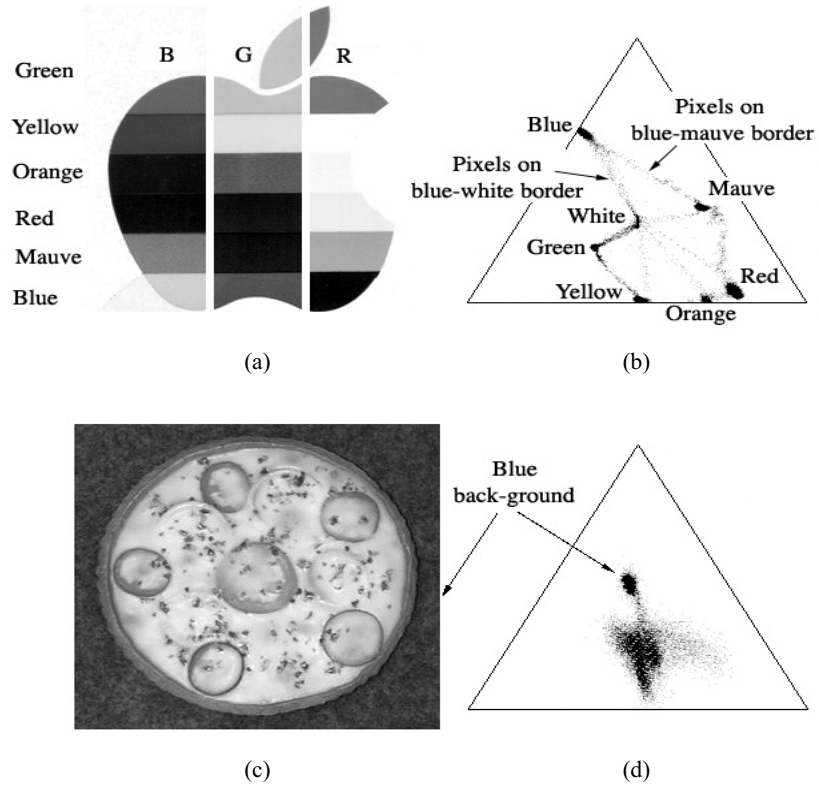 B G R
Green
Yellow
Orange
Red
Mauve
Blue
(a)
Blue
Pixels on
blue-mauve border
Pixels on
blue-white border
Mauve
White
Green
Red
Yellow
Orange
(b)
(c)
Blue
back-ground
(d)